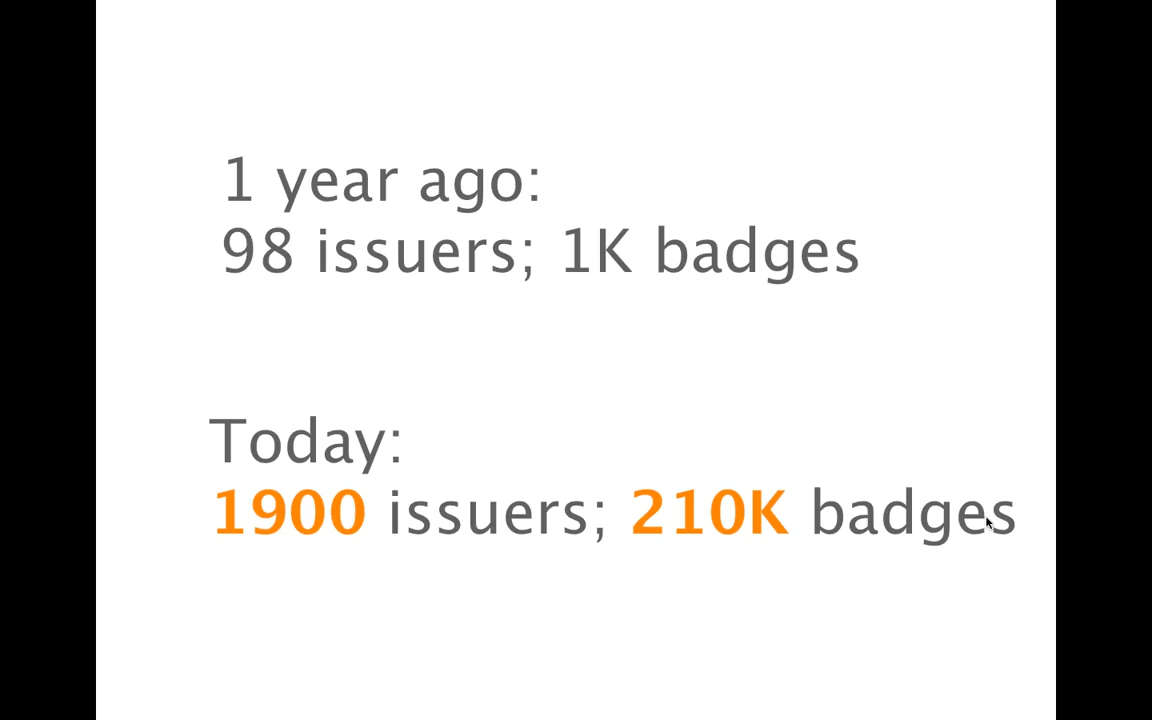 1 year ago:
98 issuers; 1K badges
Today:
1900 issuers; 210K badges